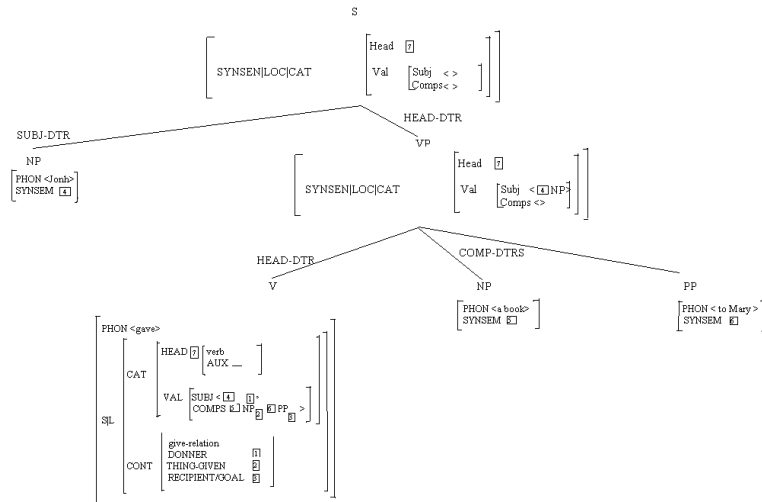 S
Head 7
SYNSEN|LOC|CAT Val Subj < >
Comps< >
SUBJ-DTR HEAD-DTR
NP VP
PHON <Jonh>
SYNSEM 4
Head 7
SYNSEM|LOC|CAT Val Subj < 4 NP>
Comps <>
HEAD-DTR COMP-DTRS
V NP PP
PHON <a book> PHON < to Mary >
SYNSEM 5 SYNSEM 6
PHON <gave>
HEAD 7 verb
AUX __
CAT
VAL SUBJ < 4 1 >
COMPS 5 NP 2 6 PP 3 >
S|L
give-relation
DONNER 1
CONT THING-GIVEN 2
RECIPIENT/GOAL 3